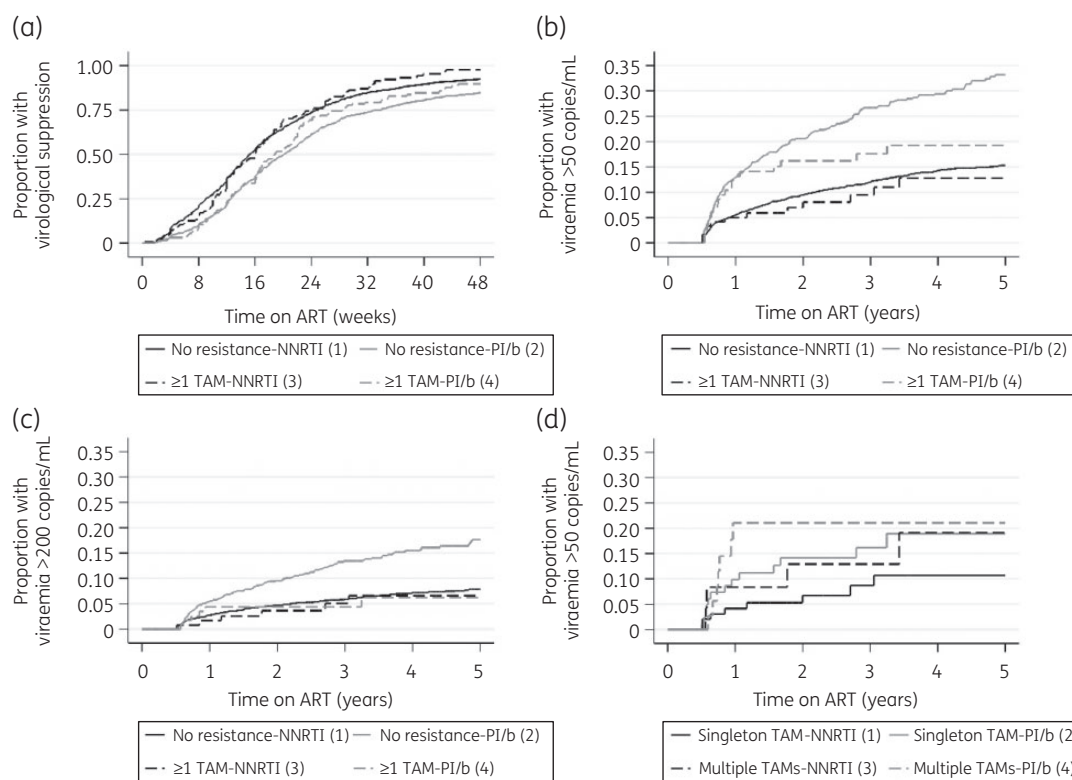 (a)
Proportion with
virological suppression
1.00
0.75
0.50
0.25
0
0 8 16 24 32 40 48
Time on ART (weeks)
No resistance-NNRTI (1) No resistance-PI/b (2)
≥1 TAM-NNRTI (3) ≥1 TAM-PI/b (4)
(b)
Proportion with
viraemia >50 copies/mL
0.35
0.30
0.25
0.20
0.15
0.10
0.05
0
0 1 2 3 4 5
Time on ART (years)
No resistance-NNRTI (1) No resistance-PI/b (2)
≥1 TAM-NNRTI (3) ≥1 TAM-PI/b (4)
(c)
Proportion with
viraemia >200 copies/mL
0.35
0.30
0.25
0.20
0.15
0.10
0.05
0
0 1 2 3 4 5
Time on ART (years)
No resistance-NNRTI (1) No resistance-PI/b (2)
≥1 TAM-NNRTI (3) ≥1 TAM-PI/b (4)
(d)
Proportion with
viraemia >50 copies/mL
0.35
0.30
0.25
0.20
0.15
0.10
0.05
0
0 1 2 3 4 5
Time on ART (years)
Singleton TAM-NNRTI (1) Singleton TAM-PI/b (2
Multiple TAMs-NNRTI (3) Multiple TAMs-PI/b (4)